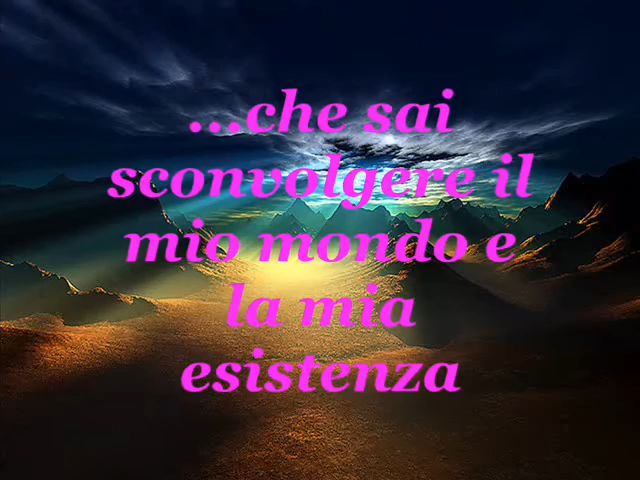 ...che sai
sconvolgere il
mio mondo e
la mia
esistenza